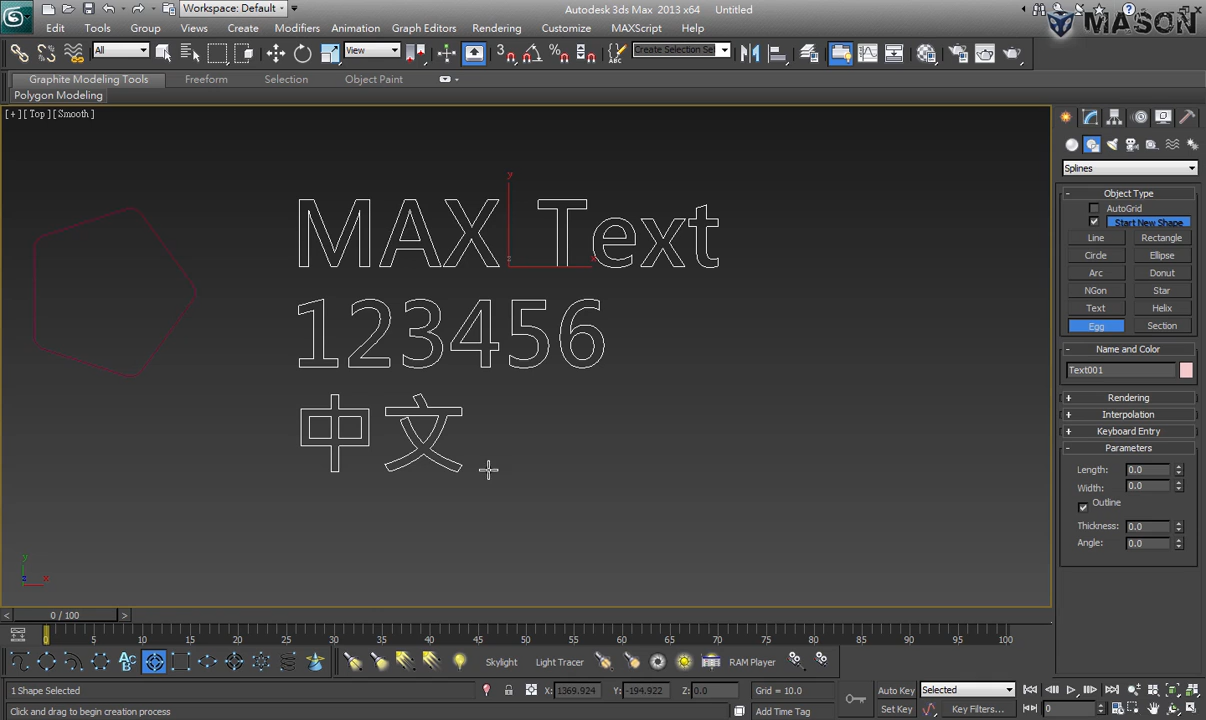 Workspace: Default
Autodesk 3ds Max 2013 x64 Untitled
MASON
Edit Tools Group Views Create Modifiers Animation Graph Editors Rendering Customize MAXScript Help
All View Create Selection Se
Graphite Modeling Tools Freeform Selection Object Paint
Polygon Modeling
[+][Top][Smooth]
MAX Text
123456
中文
Splines
Object Type
AutoGrid
Start New Shape
Line Rectangle
Circle Ellipse
Arc Donut
NGon Star
Text Helix
Egg Section
Name and Color
Text001
Rendering
Interpolation
Keyboard Entry
Parameters
Length: 0.0
Width: 0.0
Outline
Thickness: 0.0
Angle: 0.0
0 / 100
0 5 10 15 20 25 30 35 40 45 50 55 60 65 70 75 80 85 90 95 100
Skylight Light Tracer RAM Player
1 Shape Selected X: 1369.924 Y: -194.922 Z: 0.0 Grid = 10.0 Auto Key Selected
Click and drag to begin creation process Add Time Tag Set Key Key Filters... 0